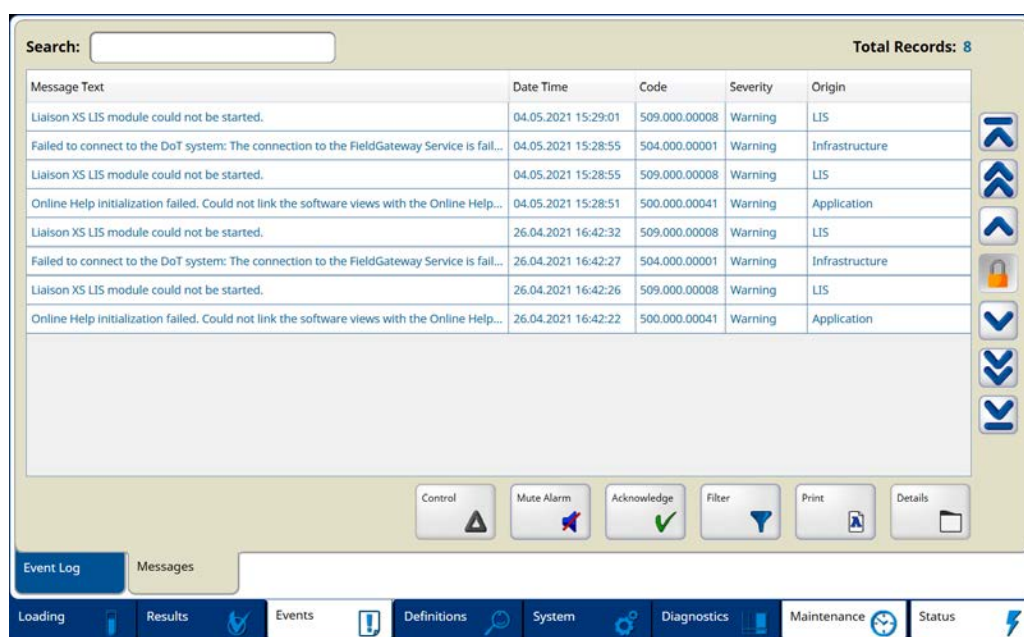 Search: Total Records: 8
Message Text Date Time Code Severity Origin
Liaison XS LIS module could not be started. 04.05.2021 15:29:01 509.000.00008 Warning LIS
Failed to connect to the DoT system: The connection to the FieldGateway Service is fail... 04.05.2021 15:28:55 504.000.00001 Warning Infrastructure
Liaison XS LIS module could not be started. 04.05.2021 15:28:55 509.000.00008 Warning LIS
Online Help initialization failed. Could not link the software views with the Online Help... 04.05.2021 15:28:51 500.000.00041 Warning Application
Liaison XS LIS module could not be started. 26.04.2021 16:42:32 509.000.00008 Warning LIS
Failed to connect to the DoT system: The connection to the FieldGateway Service is fail... 26.04.2021 16:42:27 504.000.00001 Warning Infrastructure
Liaison XS LIS module could not be started. 26.04.2021 16:42:26 509.000.00008 Warning LIS
Online Help initialization failed. Could not link the software views with the Online Help... 26.04.2021 16:42:22 500.000.00041 Warning Application
Control Mute Alarm Acknowledge Filter Print Details
Event Log Messages
Loading Results Events Definitions System Diagnostics Maintenance Status